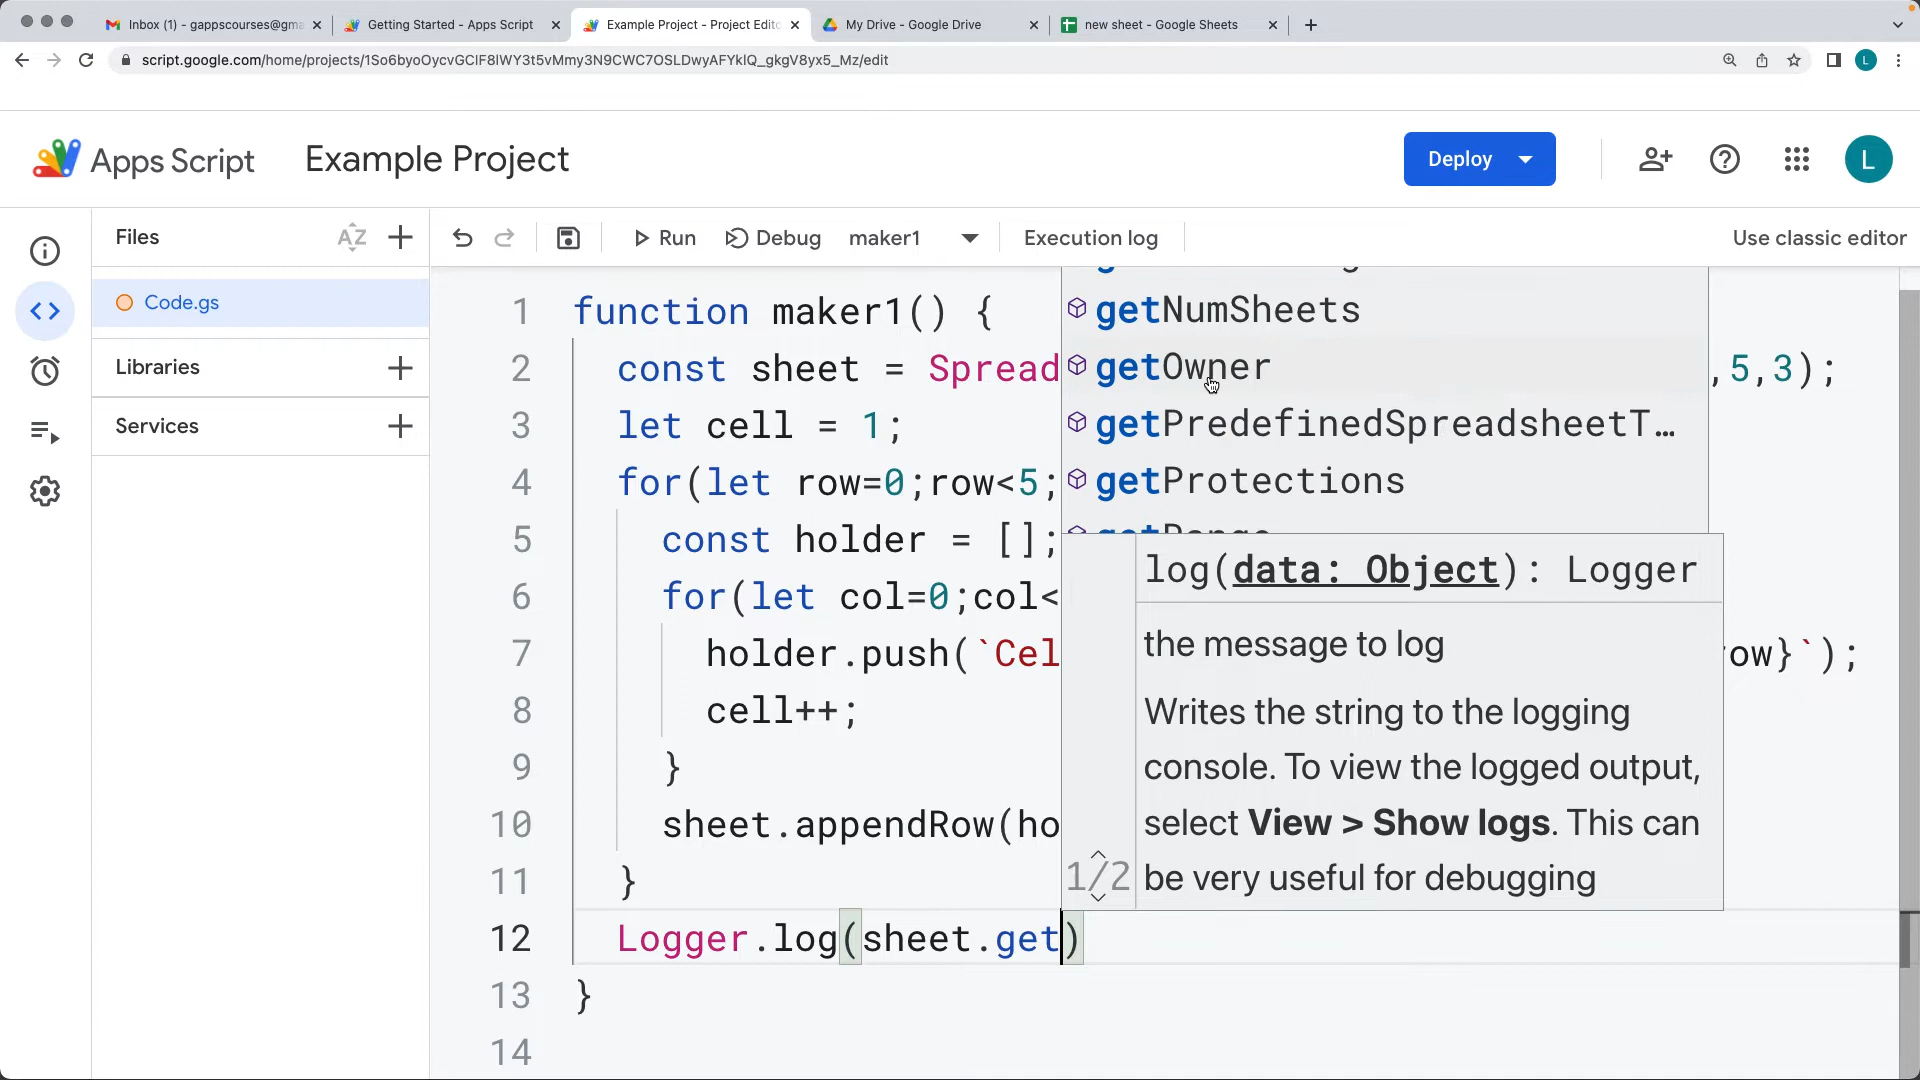 Inbox (1) - gappscourses@gma
Getting Started - Apps Script
Example Project - Project Edito
My Drive - Google Drive
new sheet - Google Sheets
script.google.com/home/projects/1So6byoOycvGClF8lWY3t5vMmy3N9CWC7OSLDwyAFYklQ_gkgV8yx5_Mz/edit
L
Apps Script
Example Project
Deploy
L
Files
AZ
Run
Debug
maker1
Execution log
Use classic editor
Code.gs
Libraries
Services
1 function maker1() {
2 const sheet = Spread ,5,3);
3 let cell = 1;
4 for(let row=0;row<5;
5 const holder = [];
6 for(let col=0;col<
7 holder.push(`Cel row}`);
8 cell++;
9 }
10 sheet.appendRow(ho
11 }
12 Logger.log(sheet.get)
13 }
14
getNumSheets
getOwner
getPredefinedSpreadsheetT…
getProtections
getRange
log(data: Object): Logger
the message to log
Writes the string to the logging
console. To view the logged output,
select View > Show logs. This can
1/2
be very useful for debugging